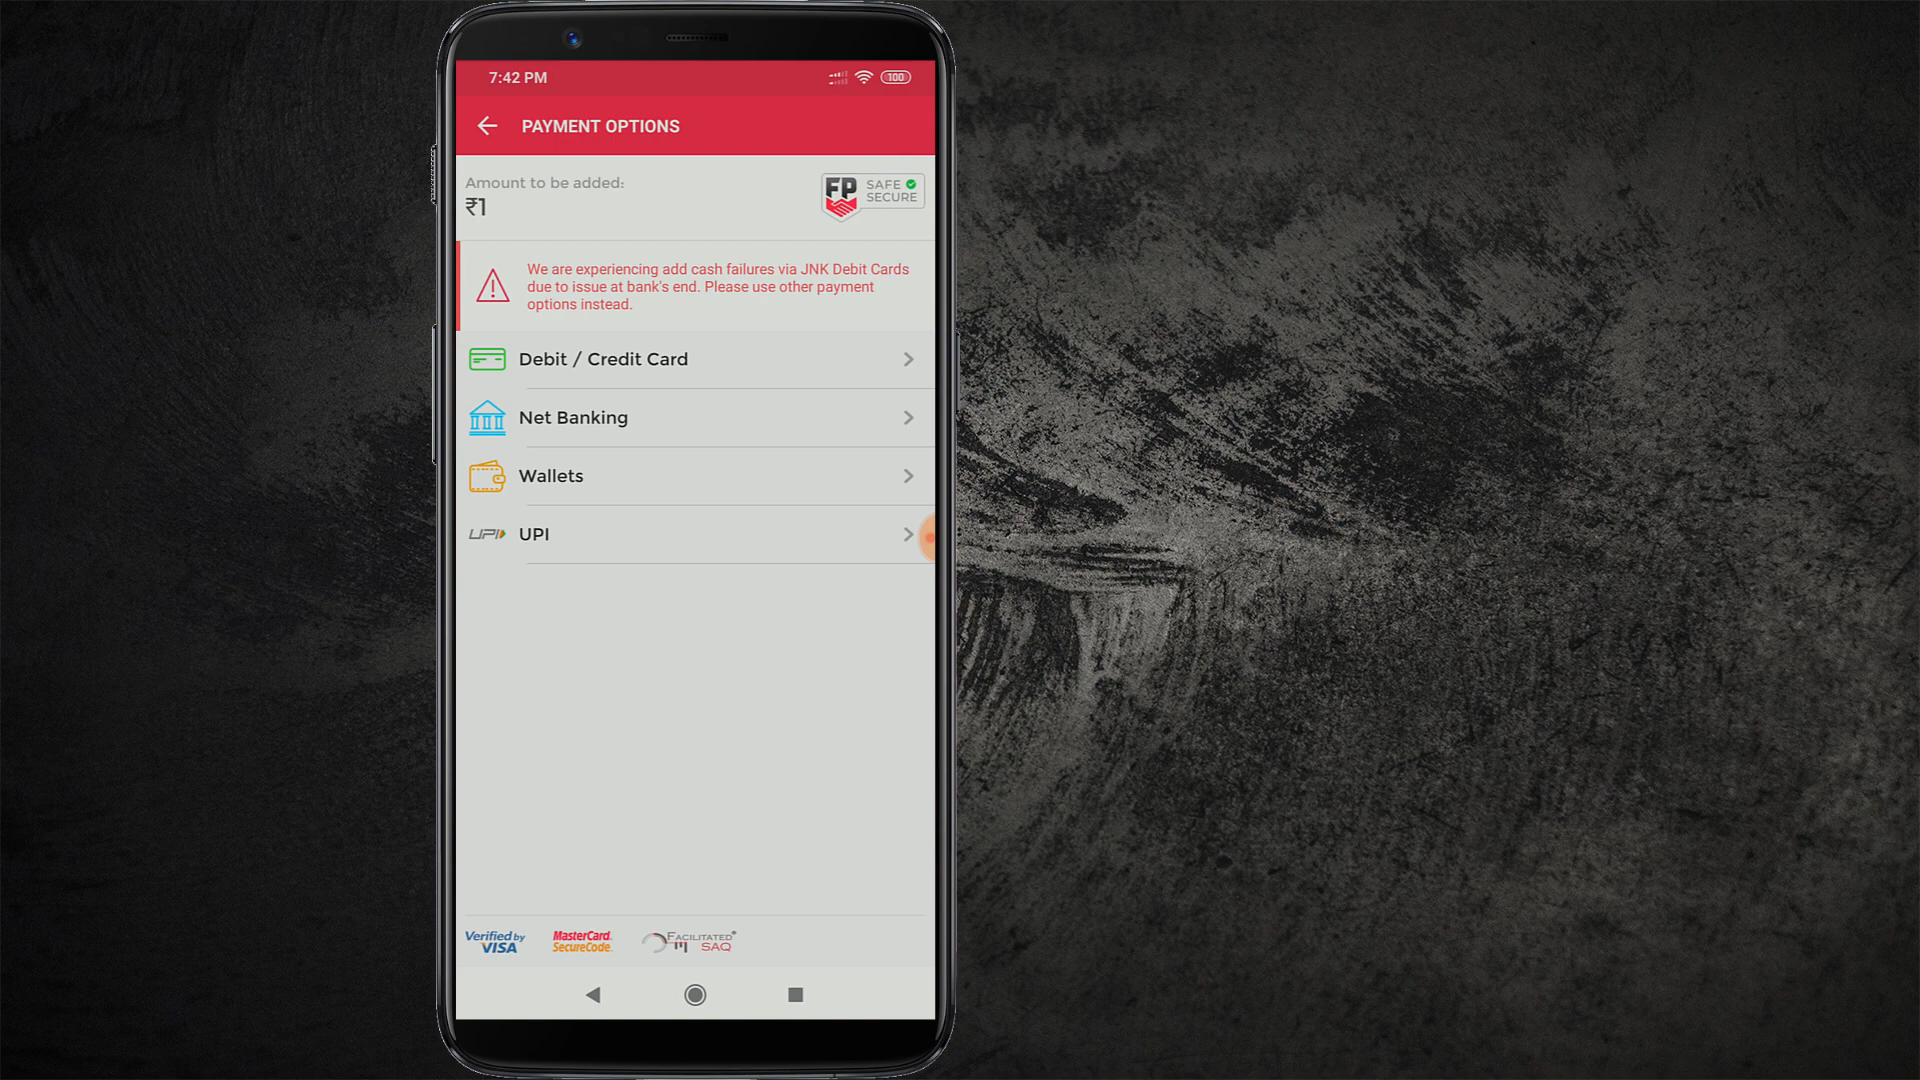 7:42 PM
100
PAYMENT OPTIONS
Amount to be added:
₹1
FP
SAFE
SECURE
We are experiencing add cash failures via JNK Debit Cards
due to issue at bank's end. Please use other payment
options instead.
Debit / Credit Card
Net Banking
Wallets
UPI UPI
Verified by
VISA
MasterCard.
SecureCode.
FACILITATED
SAQ